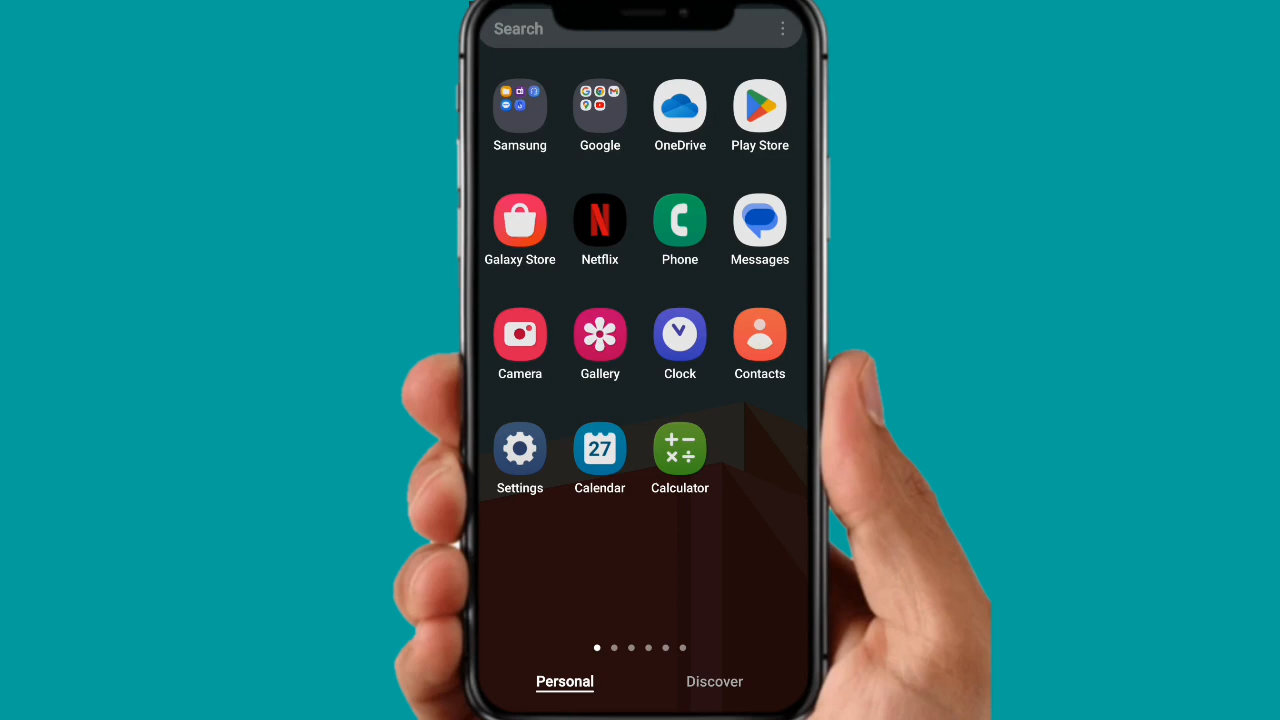 Search
Samsung
Google
OneDrive
Play Store
Galaxy Store
Netflix
Phone
Messages
Camera
Gallery
Clock
Contacts
27
Settings
Calendar
Calculator
Personal
Discover